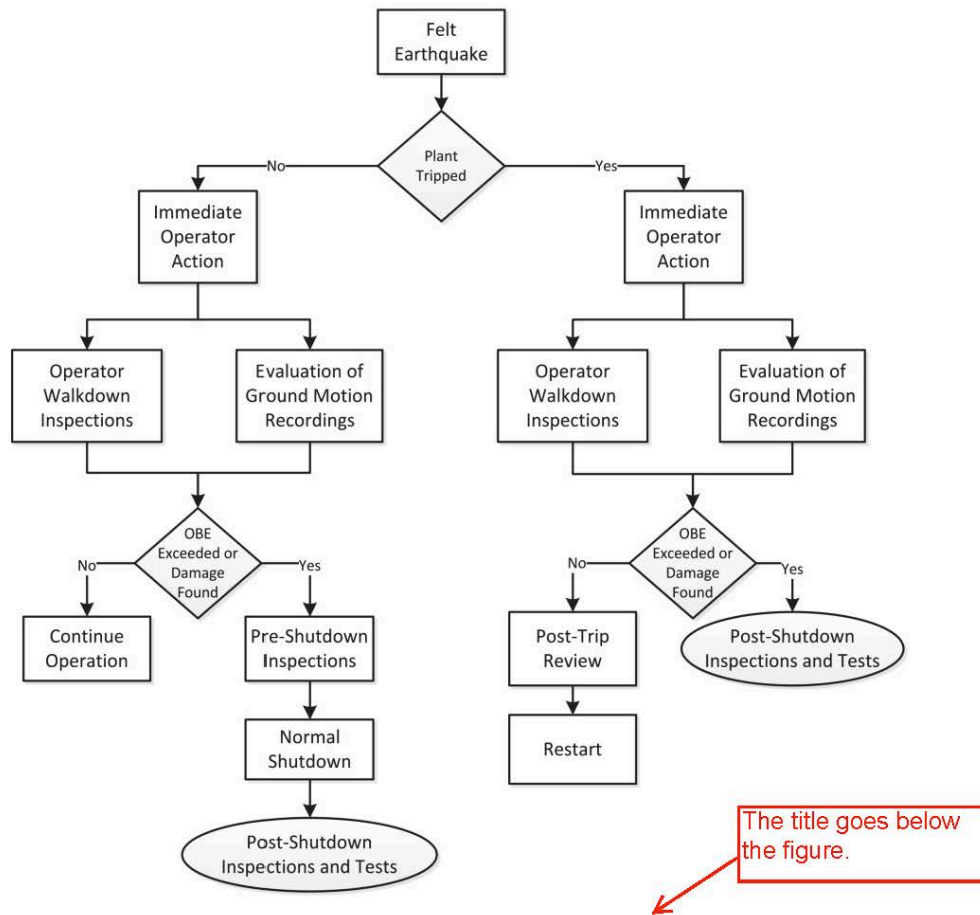 Felt
Earthquake
Plant
Tripped
No
Yes
Immediate
Operator
Action
Immediate
Operator
Action
Operator
Walkdown
Inspections
Evaluation of
Ground Motion
Recordings
Operator
Walkdown
Inspections
Evaluation of
Ground Motion
Recordings
OBE
Exceeded or
Damage
Found
No
Yes
OBE
Exceeded or
Damage
Found
No
Yes
Continue
Operation
Pre-Shutdown
Inspections
Post-Trip
Review
Post-Shutdown
Inspections and Tests
Normal
Shutdown
Restart
Post-Shutdown
Inspections and Tests
The title goes below
the figure.